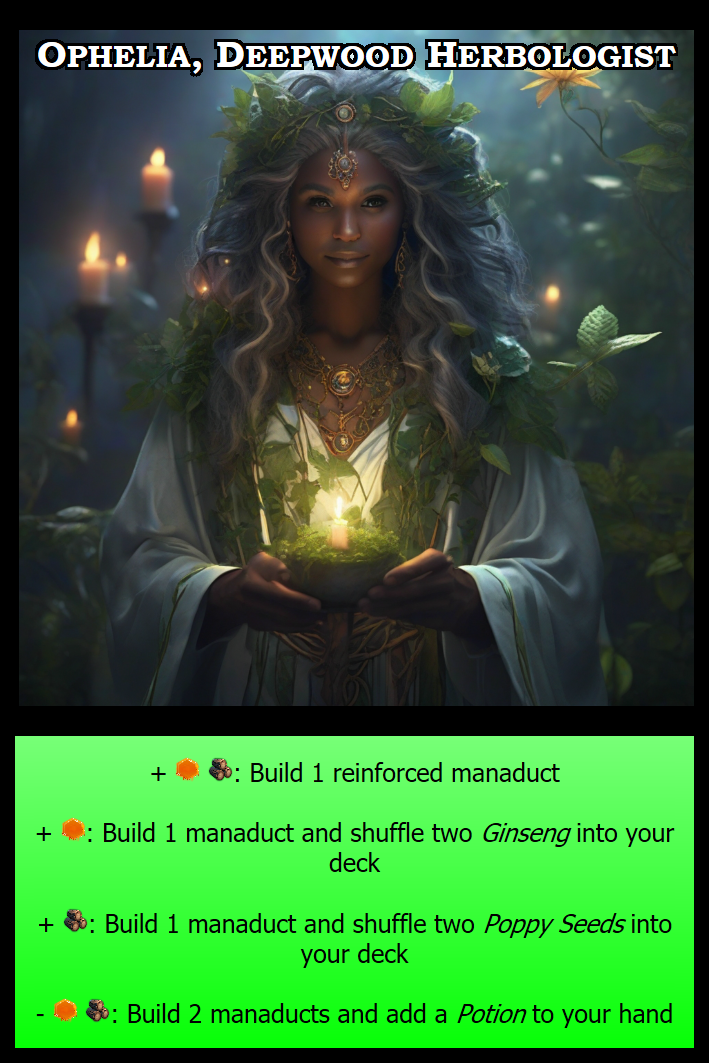 Ophelia, Deepwood Herbologist
+ : Build 1 reinforced manaduct
+ : Build 1 manaduct and shuffle two Ginseng into your
deck
+ : Build 1 manaduct and shuffle two Poppy Seeds into
your deck
- : Build 2 manaducts and add a Potion to your hand